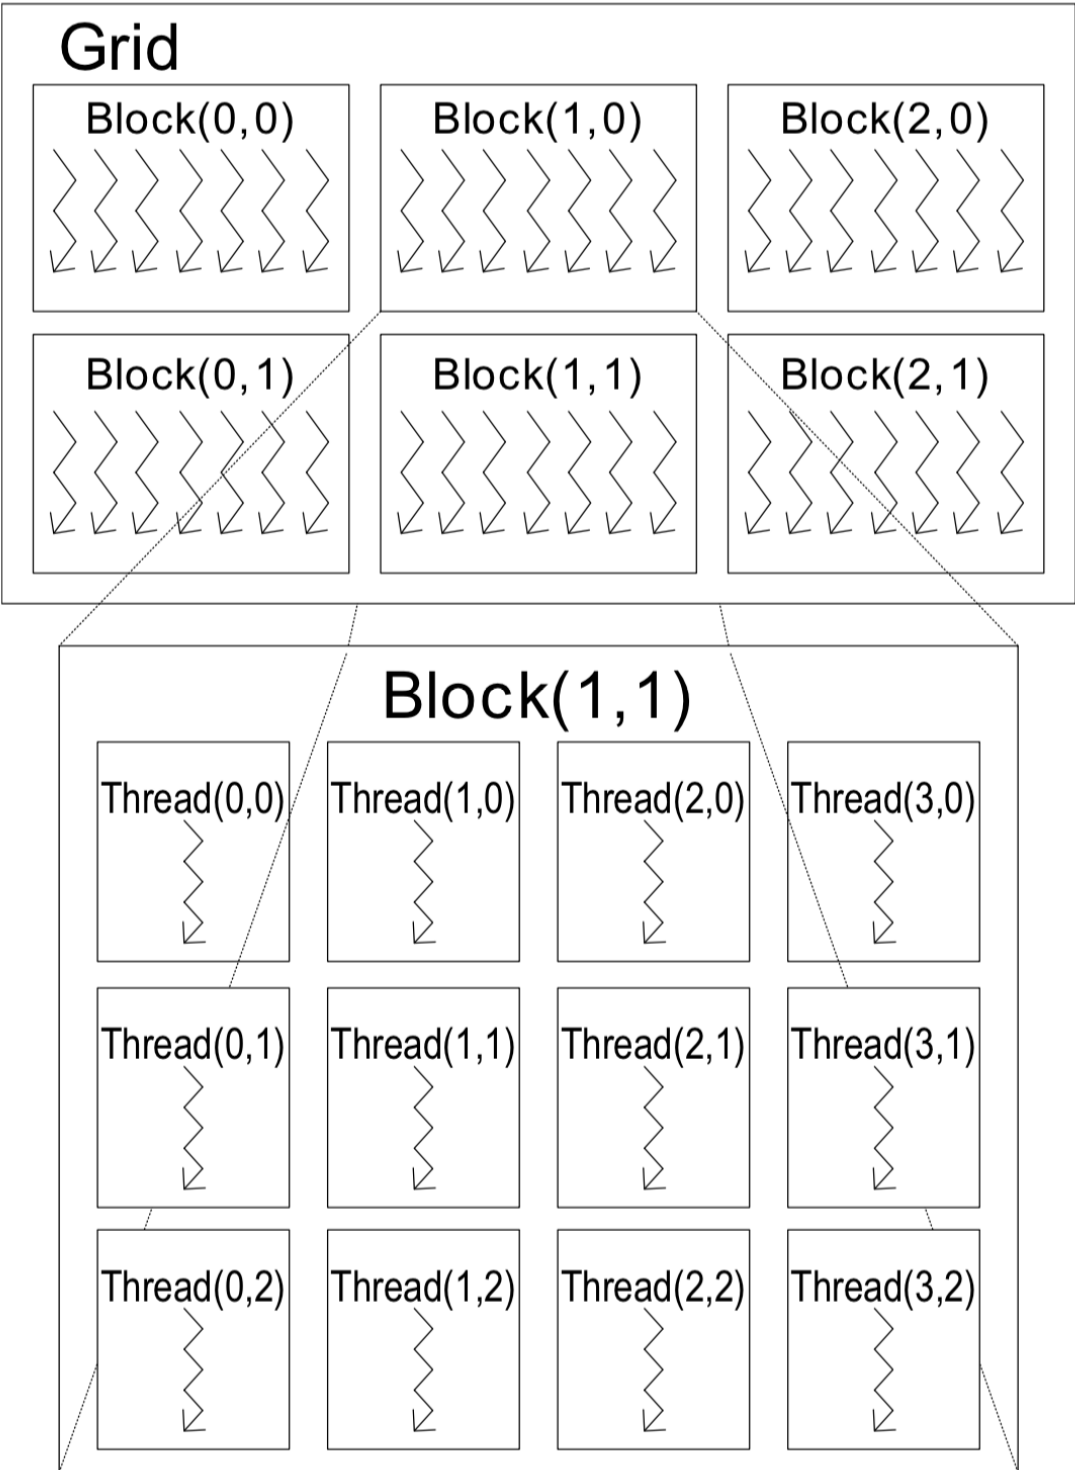 Grid
Block(0,0) Block(1,0) Block(2,0)
Block(0,1) Block(1,1) Block(2,1)
Block(1,1)
Thread(0,0) Thread(1,0) Thread(2,0) Thread(3,0)
Thread(0,1) Thread(1,1) Thread(2,1) Thread(3,1)
Thread(0,2) Thread(1,2) Thread(2,2) Thread(3,2)